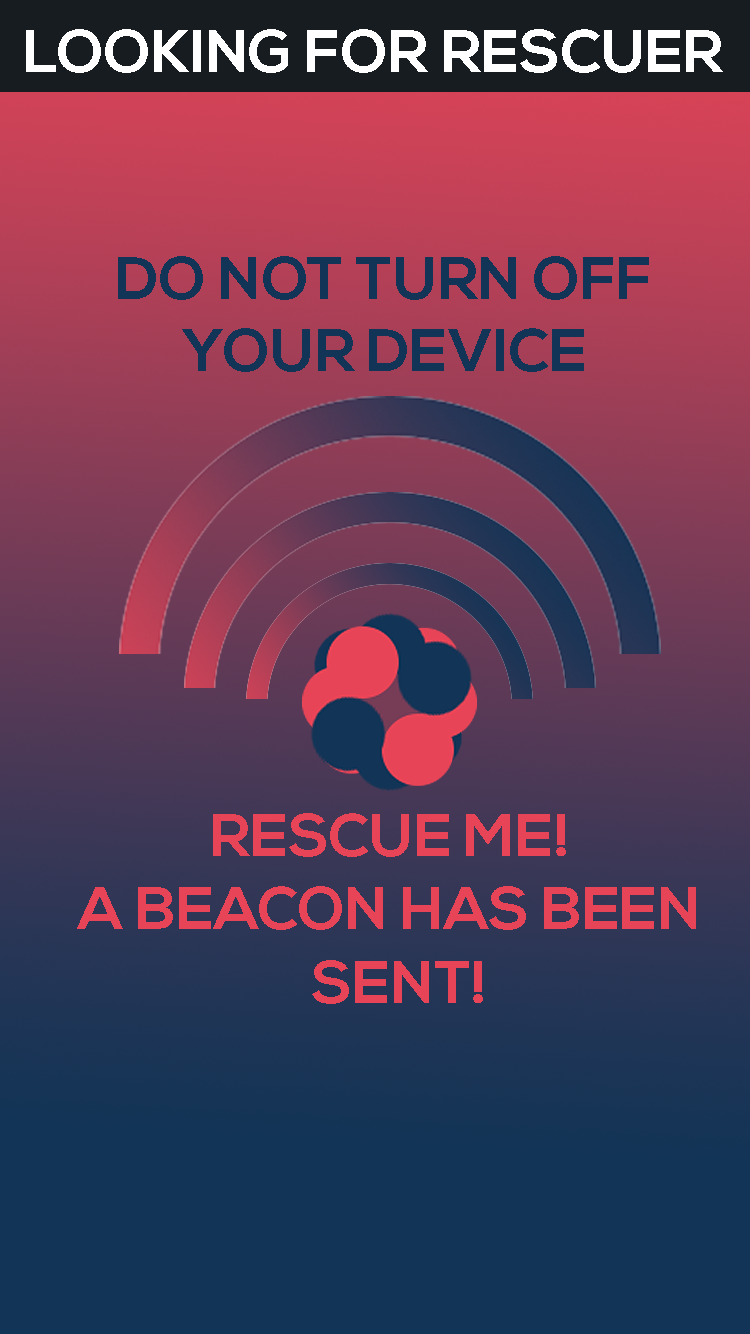 LOOKING FOR RESCUER
DO NOT TURN OFF
YOUR DEVICE
RESCUE ME!
A BEACON HAS BEEN
SENT!